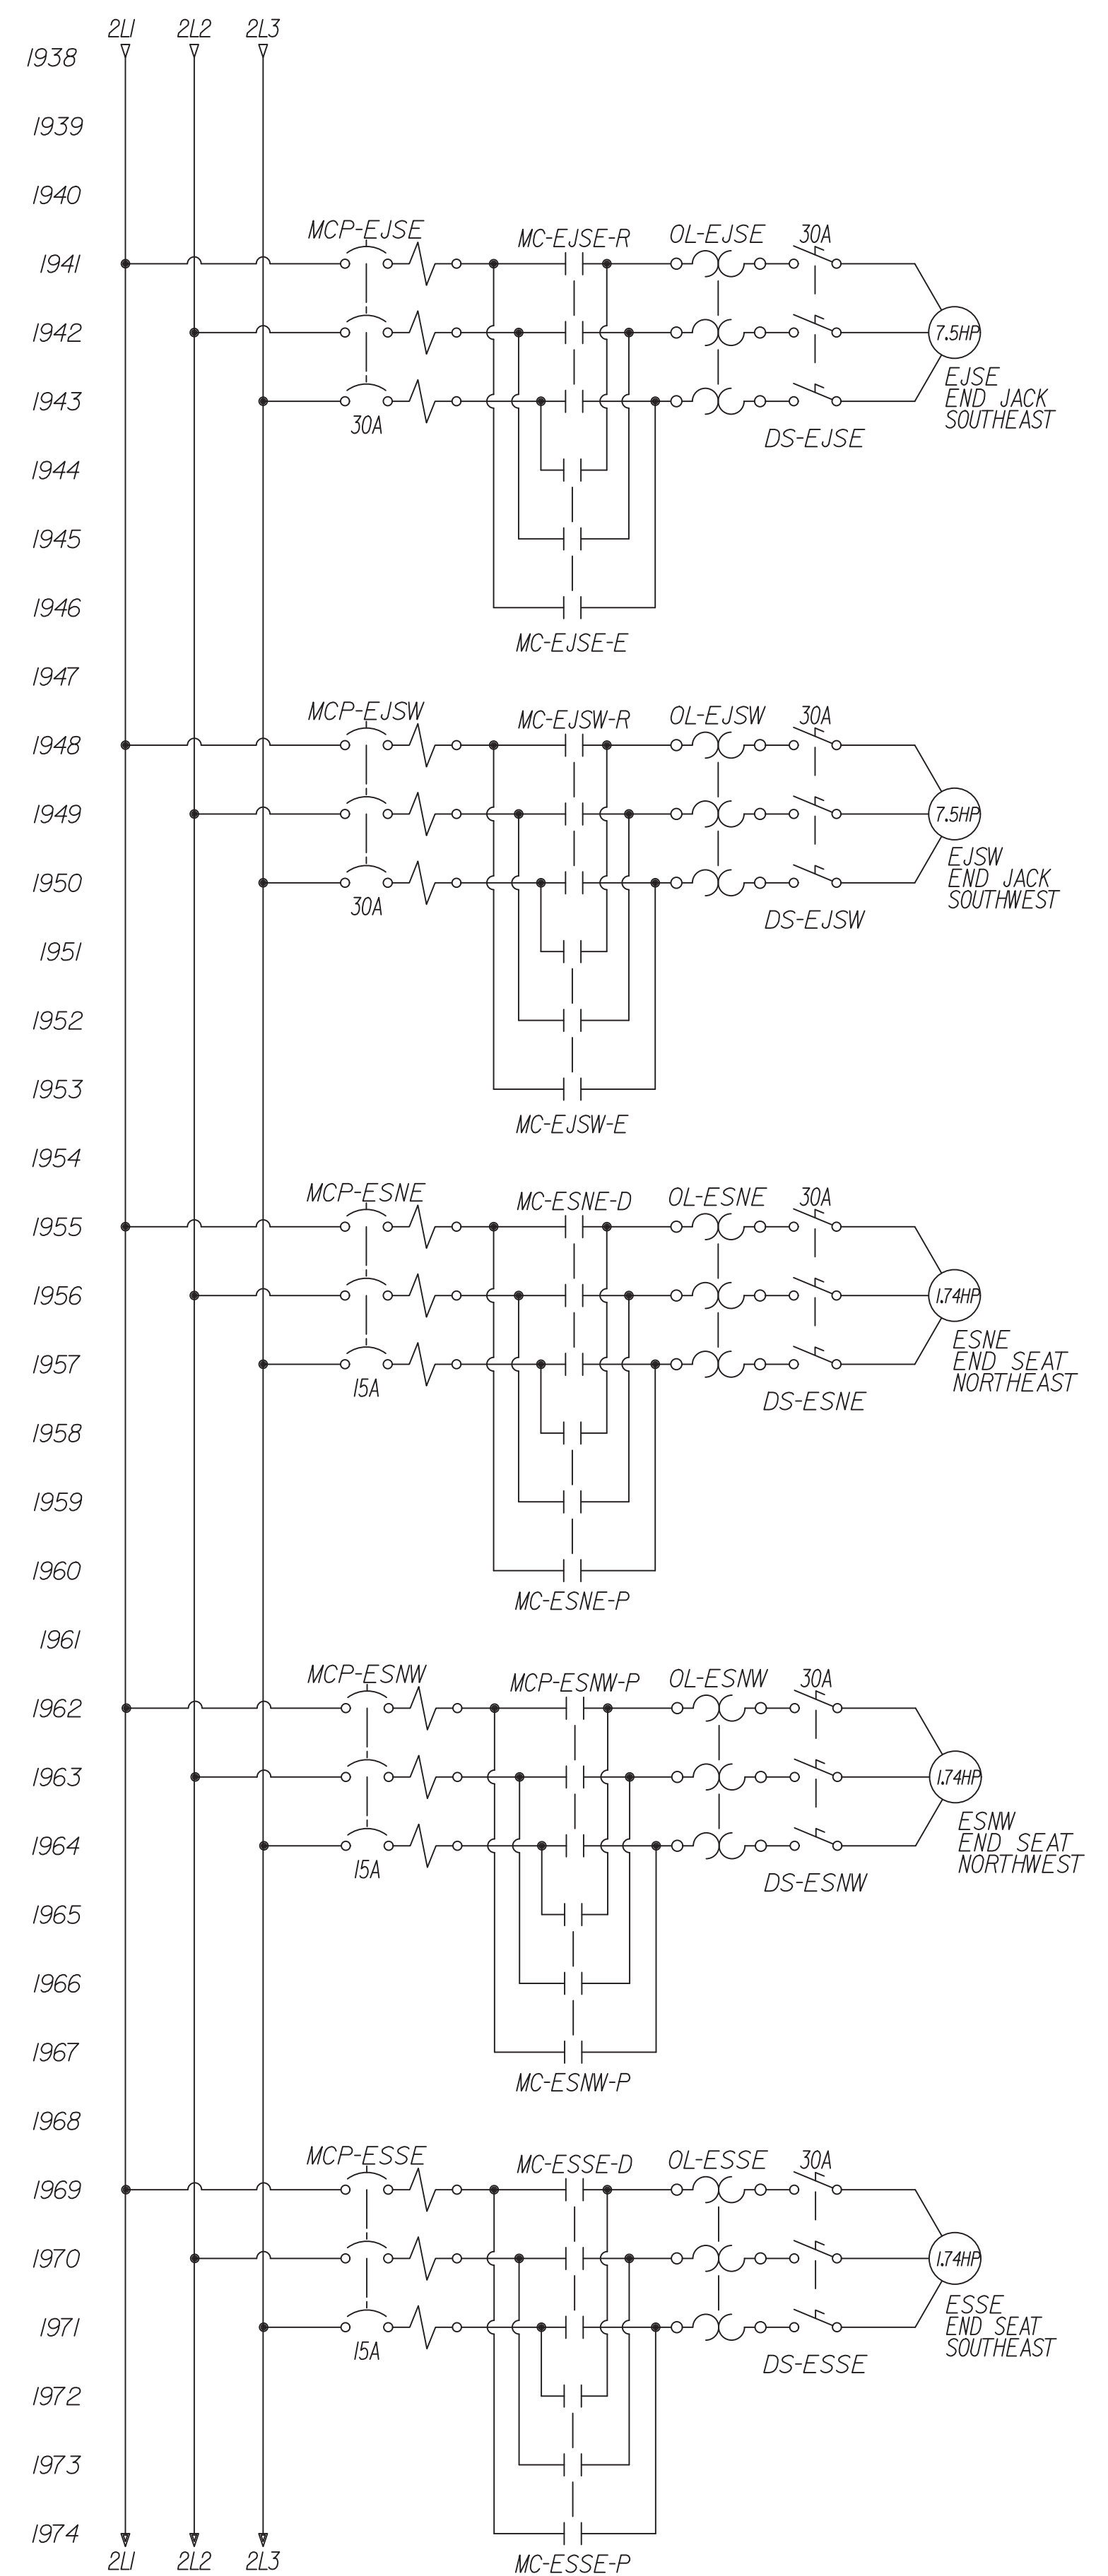 2L1 2L2 2L3
1938
1939
1940
MCP-EJSE MC-EJSE-R OL-EJSE 30A
1941
1942
7.5HP
1943
30A
DS-EJSE
EJSE
END JACK
SOUTHEAST
1944
1945
1946
MC-EJSE-E
1947
MCP-EJSW MC-EJSW-R OL-EJSW 30A
1948
1949
7.5HP
1950
30A
DS-EJSW
EJSW
END JACK
SOUTHWEST
1951
1952
1953
MC-EJSW-E
1954
MCP-ESNE MC-ESNE-D OL-ESNE 30A
1955
1956
1.74HP
1957
15A
DS-ESNE
ESNE
END SEAT
NORTHEAST
1958
1959
1960
MC-ESNE-P
1961
MCP-ESNW MCP-ESNW-P OL-ESNW 30A
1962
1963
1.74HP
1964
15A
DS-ESNW
ESNW
END SEAT
NORTHWEST
1965
1966
1967
MC-ESNW-P
1968
MCP-ESSE MC-ESSE-D OL-ESSE 30A
1969
1970
1.74HP
1971
15A
DS-ESSE
ESSE
END SEAT
SOUTHEAST
1972
1973
1974
2L1 2L2 2L3
MC-ESSE-P